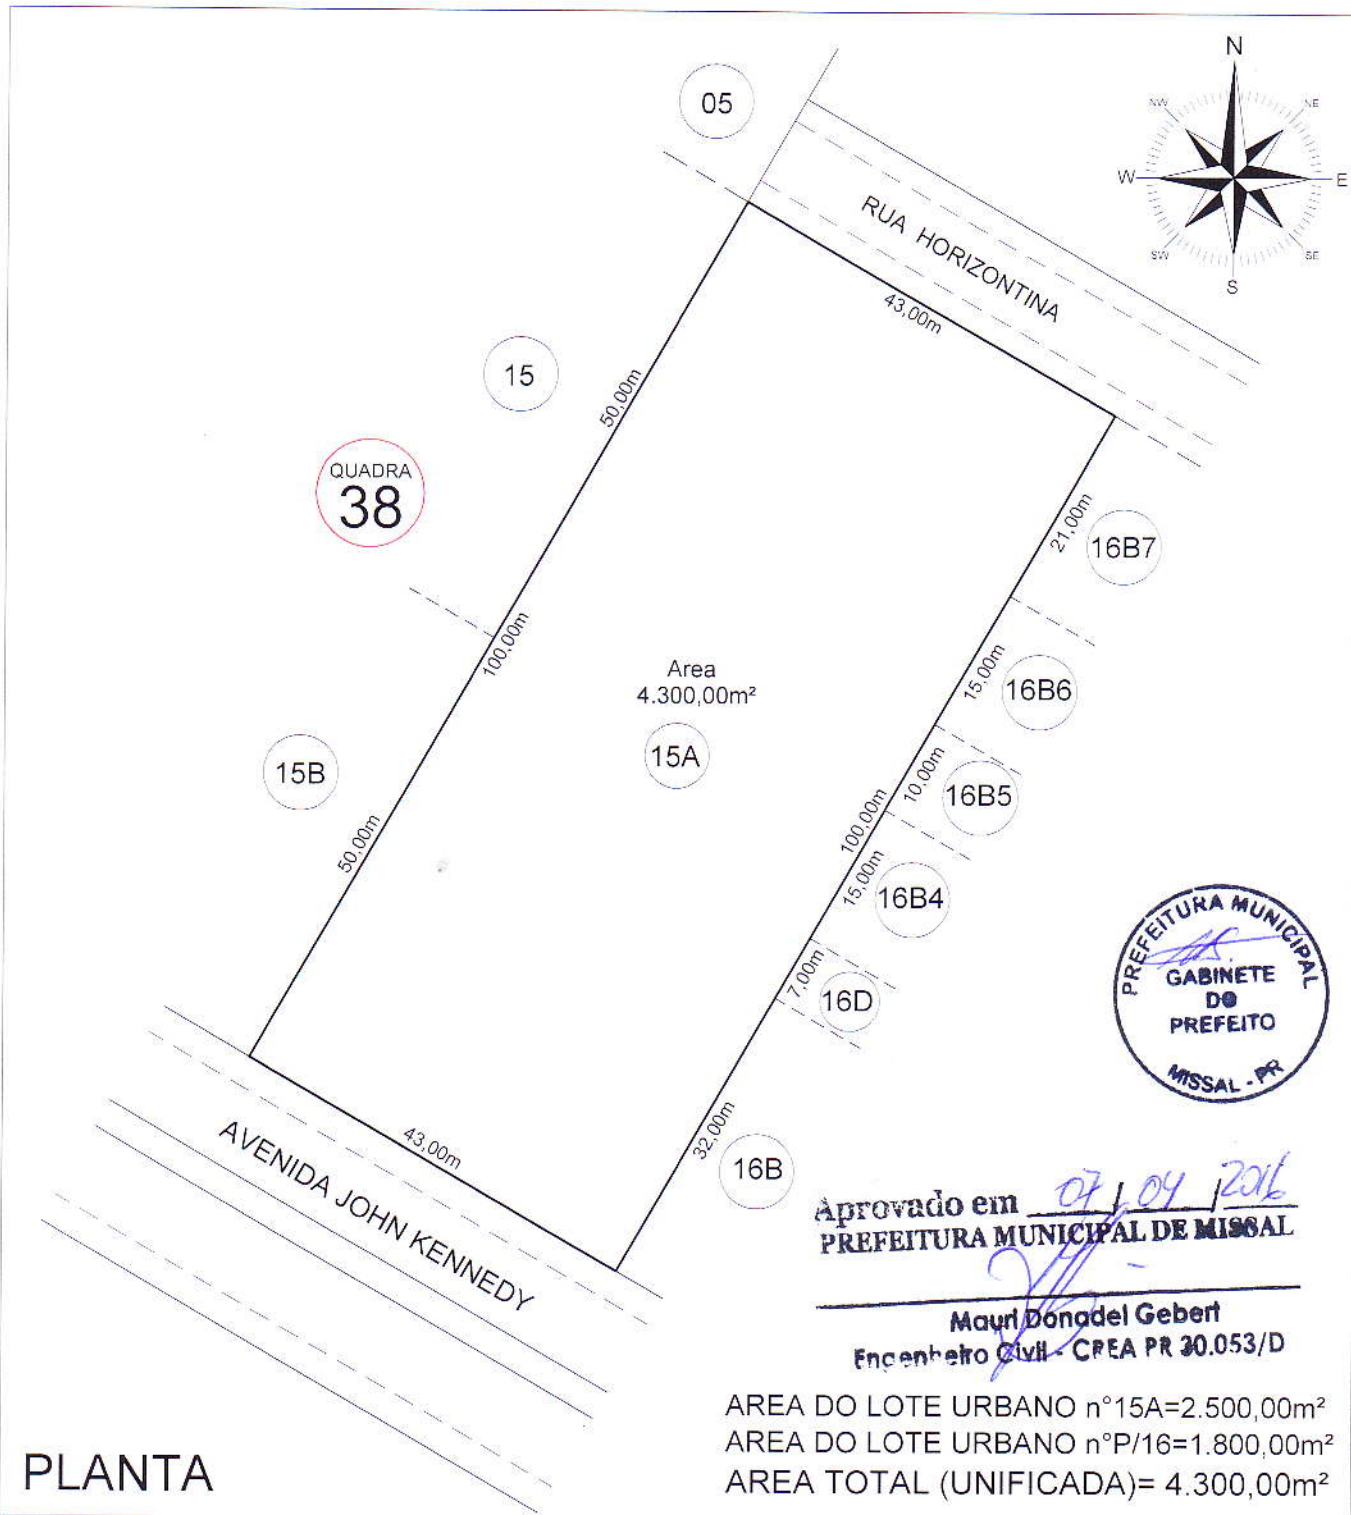 N
NW
NE
W
E
SW
SE
S
05
RUA HORIZONTINA
43,00m
15
50,00m
QUADRA
38
21,00m
16B7
100,00m
Area
4.300,00m²
15A
15,00m
16B6
10,00m
16B5
15B
50,00m
100,00m
15,00m
16B4
7,00m
16D
32,00m
16B
43,00m
AVENIDA JOHN KENNEDY
PREFEITURA MUNICIPAL
GABINETE
DO
PREFEITO
MISSAL - PR
Aprovado em 07 / 04 / 2016
PREFEITURA MUNICIPAL DE MISSAL
Mauri Donadel Gebert
Engenheiro Civil - CREA PR 30.053/D
AREA DO LOTE URBANO n°15A=2.500,00m²
AREA DO LOTE URBANO n°P/16=1.800,00m²
AREA TOTAL (UNIFICADA)= 4.300,00m²
PLANTA